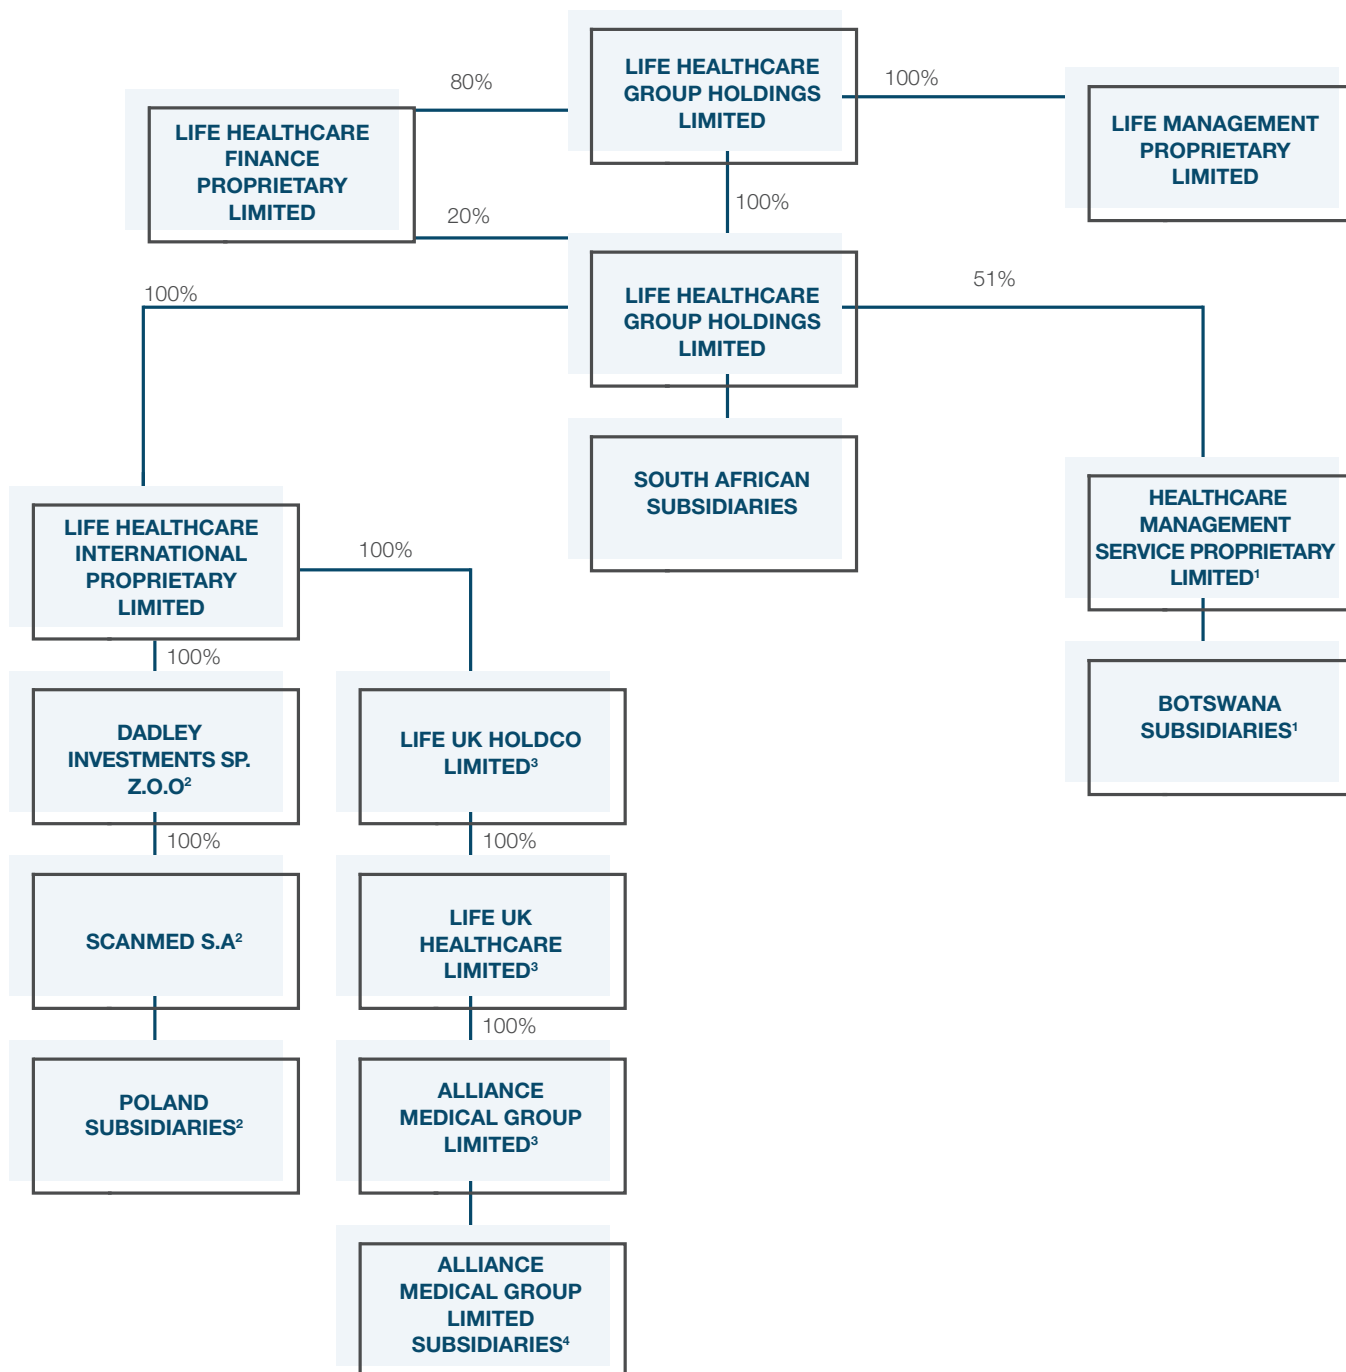 LIFE HEALTHCARE
GROUP HOLDINGS
LIMITED
80%
100%
LIFE HEALTHCARE
FINANCE
PROPRIETARY
LIMITED
LIFE MANAGEMENT
PROPRIETARY
LIMITED
20%
100%
LIFE HEALTHCARE
GROUP HOLDINGS
LIMITED
100%
51%
SOUTH AFRICAN
SUBSIDIARIES
LIFE HEALTHCARE
INTERNATIONAL
PROPRIETARY
LIMITED
100%
HEALTHCARE
MANAGEMENT
SERVICE PROPRIETARY
LIMITED¹
100%
DADLEY
INVESTMENTS SP.
Z.O.O²
LIFE UK HOLDCO
LIMITED³
BOTSWANA
SUBSIDIARIES¹
100%
100%
SCANMED S.A²
LIFE UK
HEALTHCARE
LIMITED³
100%
POLAND
SUBSIDIARIES²
ALLIANCE
MEDICAL GROUP
LIMITED³
ALLIANCE
MEDICAL GROUP
LIMITED
SUBSIDIARIES⁴